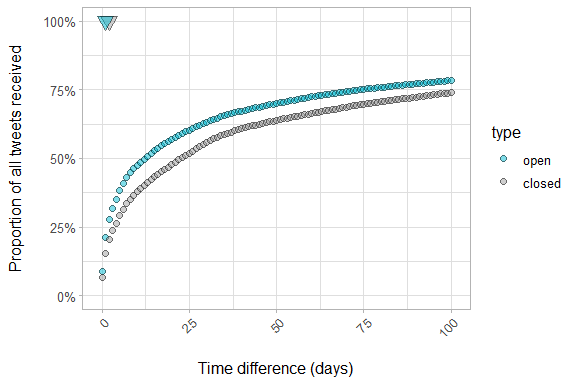 Proportion of all tweets received
100%
75%
50%
25%
0%
0
25
50
75
100
Time difference (days)
type
open
closed